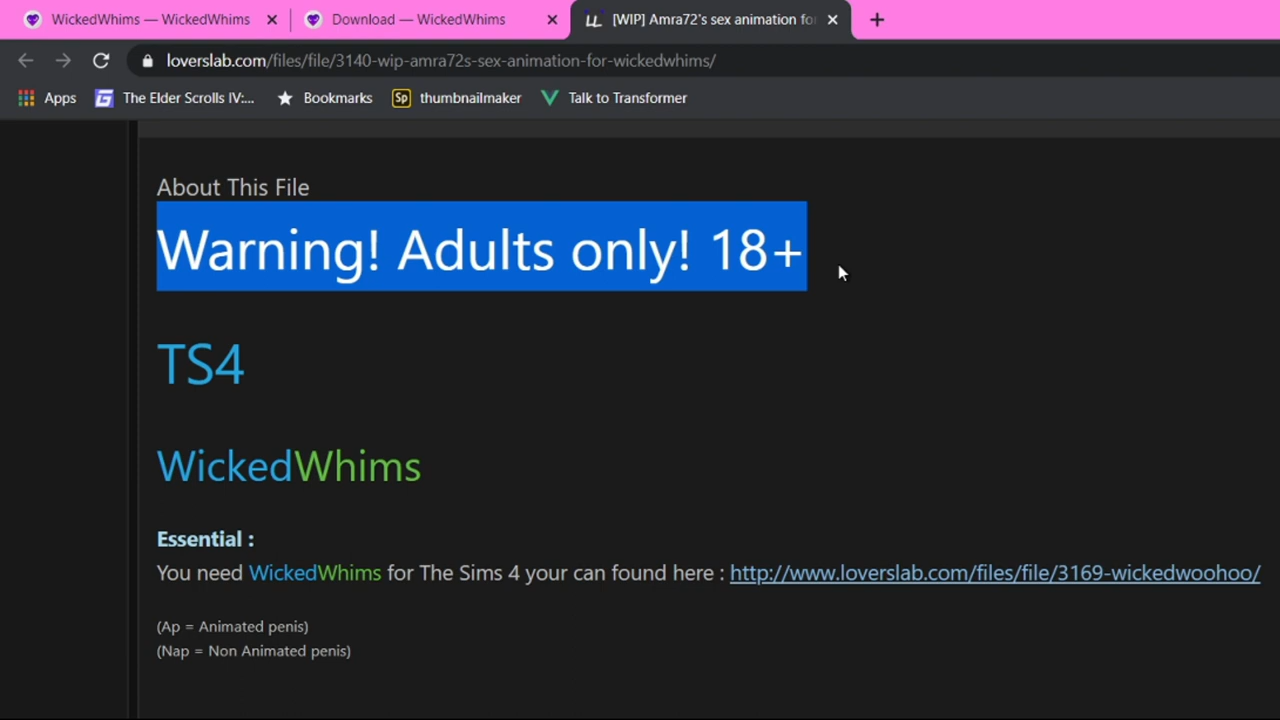 WickedWhims — WickedWhims
Download — WickedWhims
[WIP] Amra72's sex animation fo
loverslab.com/files/file/3140-wip-amra72s-sex-animation-for-wickedwhims/
Apps
The Elder Scrolls IV:...
Bookmarks
Sp thumbnailmaker
Talk to Transformer
About This File
Warning! Adults only! 18+
TS4
WickedWhims
Essential :
You need WickedWhims for The Sims 4 your can found here : http://www.loverslab.com/files/file/3169-wickedwoohoo/
(Ap = Animated penis)
(Nap = Non Animated penis)